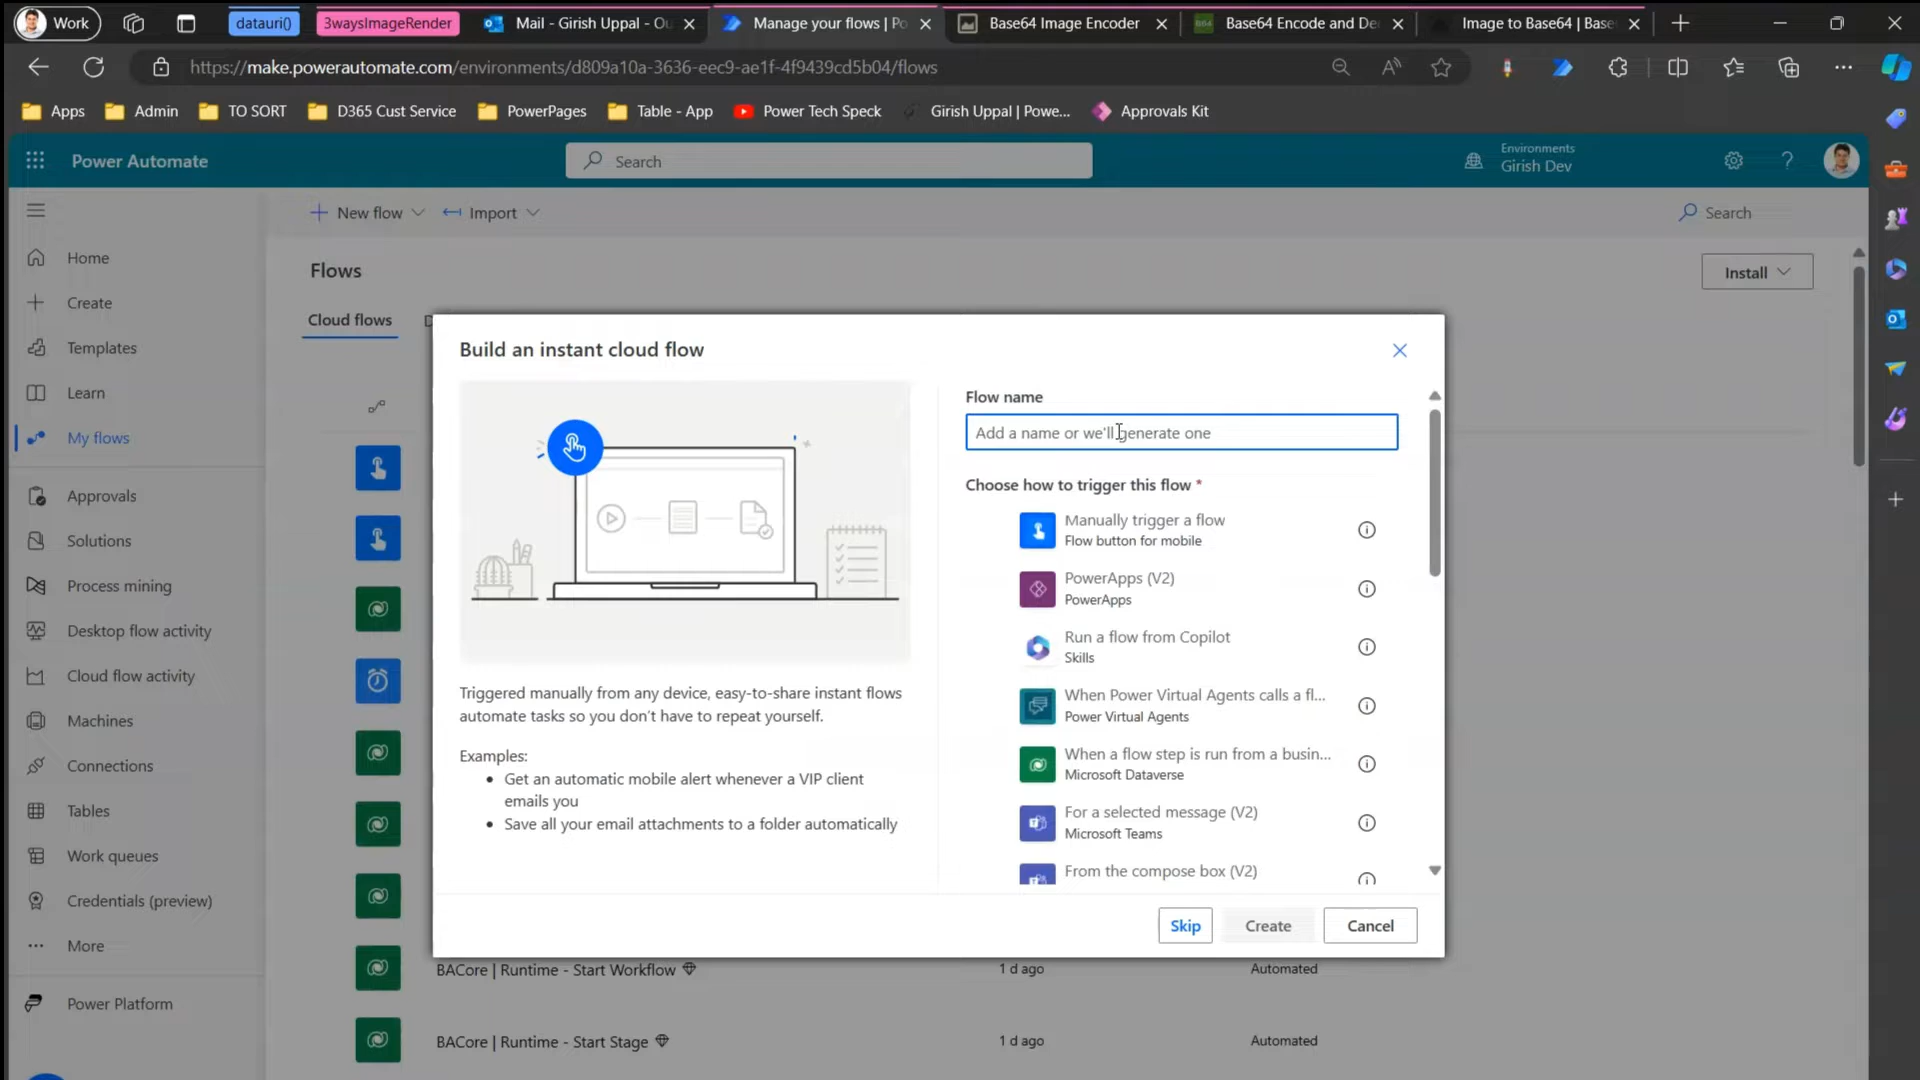 Work
datauri()
3waysImageRender
Mail - Girish Uppal - Ou
Manage your flows | Po
Base64 Image Encoder
Base64 Encode and De
Image to Base64 | Base
https://make.powerautomate.com/environments/d809a10a-3636-eec9-ae1f-4f9439cd5b04/flows
Apps
Admin
TO SORT
D365 Cust Service
PowerPages
Table - App
Power Tech Speck
Girish Uppal | Powe...
Approvals Kit
Power Automate
Search
Environments
Girish Dev
New flow
Import
Search
Home
Create
Templates
Learn
My flows
Approvals
Solutions
Process mining
Desktop flow activity
Cloud flow activity
Machines
Connections
Tables
Work queues
Credentials (preview)
More
Power Platform
Flows
Install
Cloud flows
D
Build an instant cloud flow
Triggered manually from any device, easy-to-share instant flows
automate tasks so you don't have to repeat yourself.
Examples:
• Get an automatic mobile alert whenever a VIP client
emails you
• Save all your email attachments to a folder automatically
Flow name
Add a name or we'll generate one
Choose how to trigger this flow *
Manually trigger a flow
Flow button for mobile
PowerApps (V2)
PowerApps
Run a flow from Copilot
Skills
When Power Virtual Agents calls a fl...
Power Virtual Agents
When a flow step is run from a busin...
Microsoft Dataverse
For a selected message (V2)
Microsoft Teams
From the compose box (V2)
Skip
Create
Cancel
BACore | Runtime - Start Workflow
1 d ago
Automated
BACore | Runtime - Start Stage
1 d ago
Automated